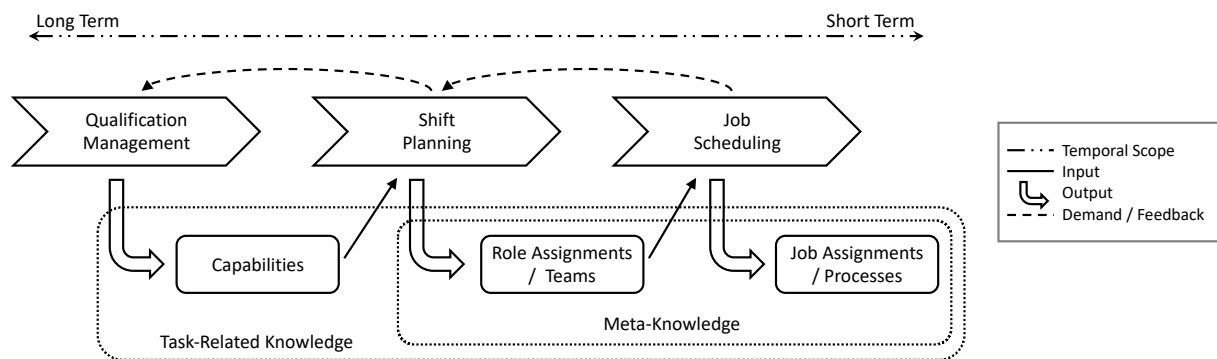 Long Term
Short Term
Qualification
Management
Shift
Planning
Job
Scheduling
Capabilities
Role Assignments
/ Teams
Job Assignments
/ Processes
Meta-Knowledge
Task-Related Knowledge
Temporal Scope
Input
Output
Demand / Feedback